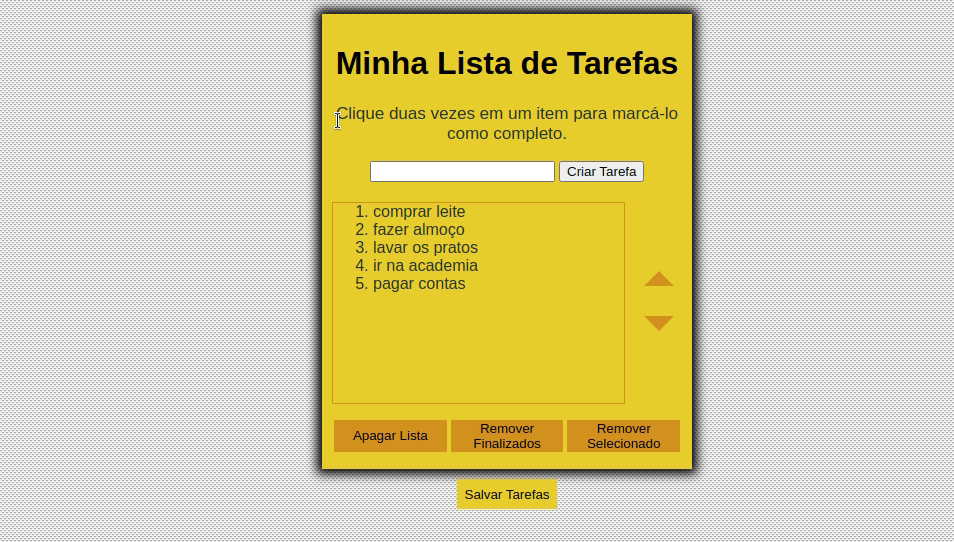 Minha Lista de Tarefas
Clique duas vezes em um item para marcá-lo
como completo.
Criar Tarefa
1. comprar leite
2. fazer almoço
3. lavar os pratos
4. ir na academia
5. pagar contas
Apagar Lista
Remover
Finalizados
Remover
Selecionado
Salvar Tarefas